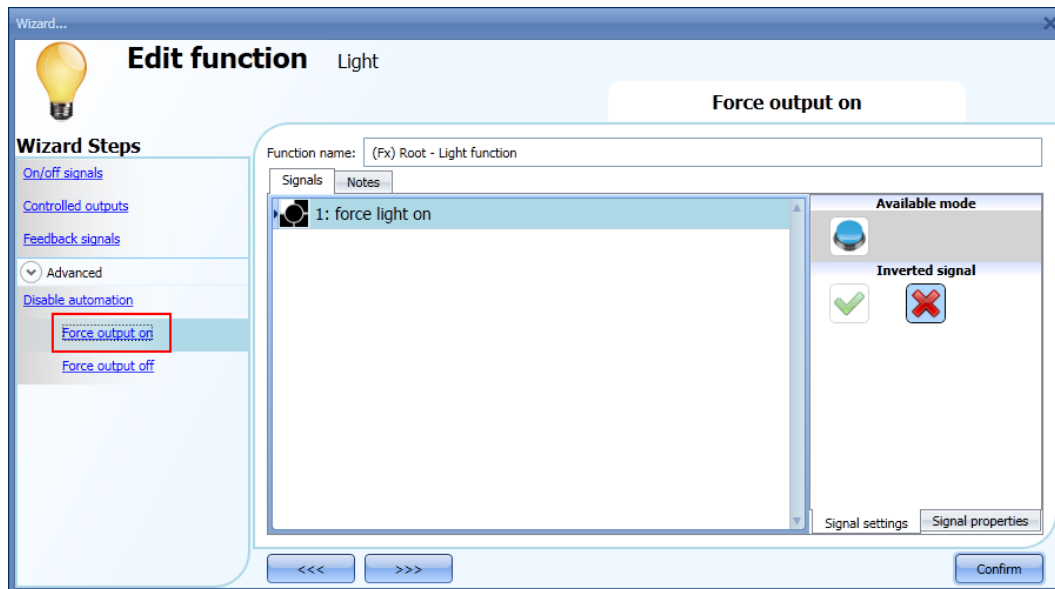 Wizard...
Edit function Light
Force output on
Wizard Steps
On/off signals
Controlled outputs
Feedback signals
Advanced
Disable automation
Force output on
Force output off
Function name: (Fx) Root - Light function
Signals Notes
1: force light on
Available mode
Inverted signal
Signal settings Signal properties
<<< >>> Confirm